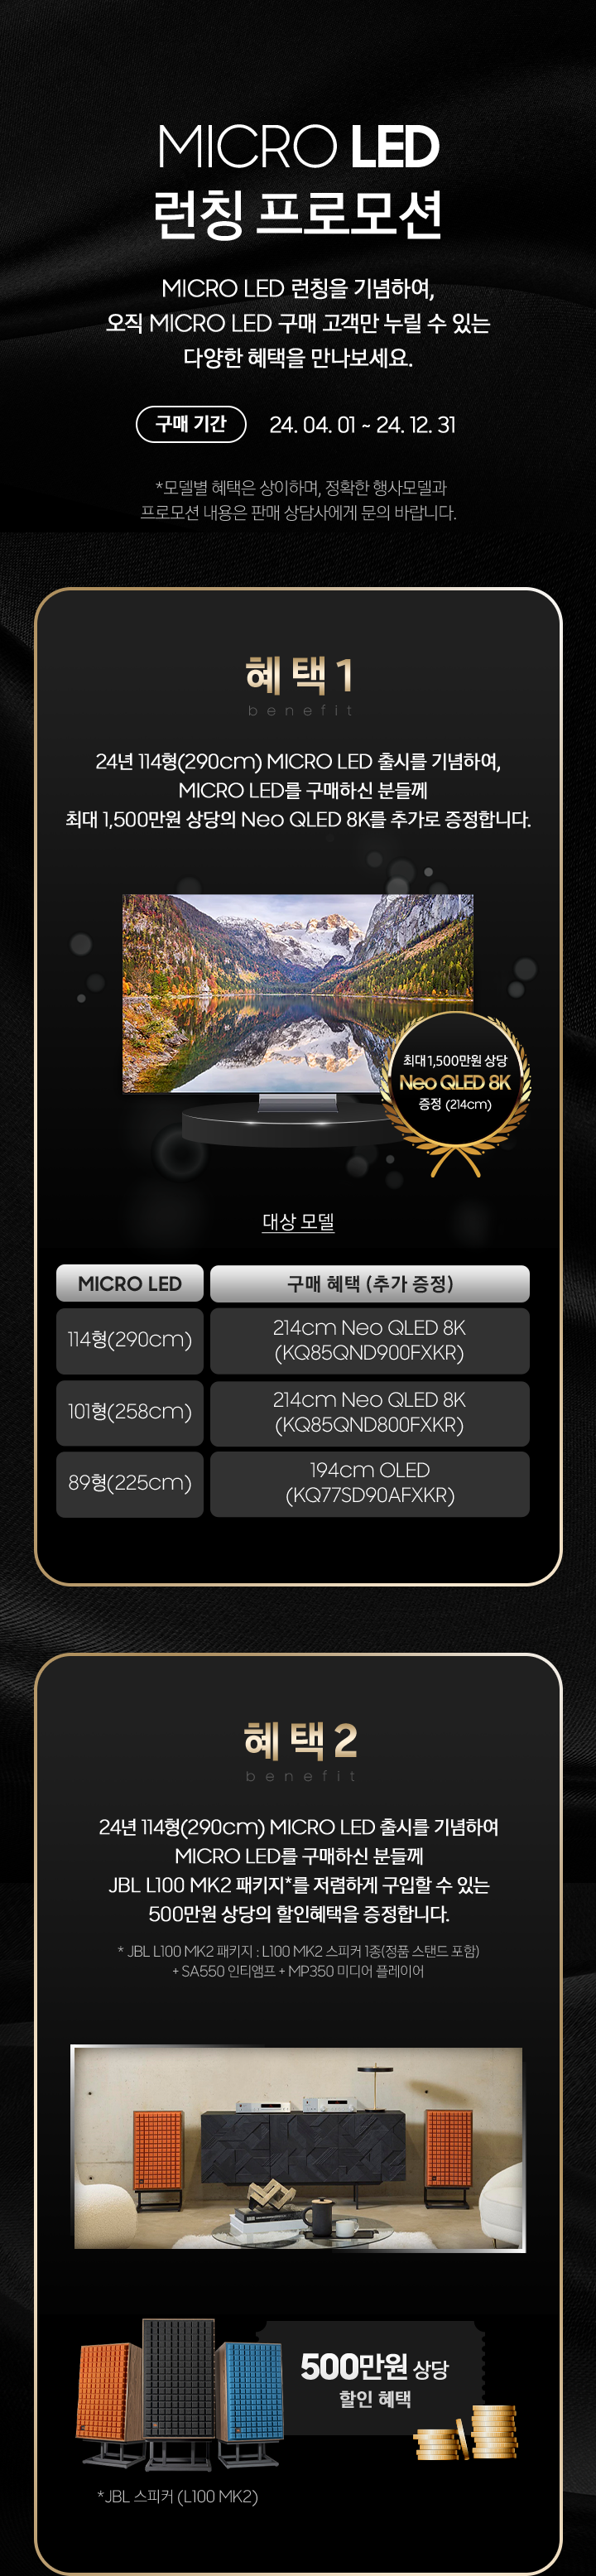 MICRO LED
런칭 프로모션
MICRO LED 런칭을 기념하여,
오직 MICRO LED 구매 고객만 누릴 수 있는
다양한 혜택을 만나보세요.
구매 기간 24. 04. 01 ~ 24. 12. 31
*모델별 혜택은 상이하며, 정확한 행사모델과
프로모션 내용은 판매 상담사에게 문의 바랍니다.
혜택 1
benefit
24년 114형(290cm) MICRO LED 출시를 기념하여,
MICRO LED를 구매하신 분들께
최대 1,500만원 상당의 Neo QLED 8K를 추가로 증정합니다.
최대 1,500만원 상당
Neo QLED 8K
증정 (214cm)
대상 모델
MICRO LED 구매 혜택 (추가 증정)
114형(290cm) 214cm Neo QLED 8K
(KQ85QND900FXKR)
101형(258cm) 214cm Neo QLED 8K
(KQ85QND800FXKR)
89형(225cm) 194cm OLED
(KQ77SD90AFXKR)
혜택 2
benefit
24년 114형(290cm) MICRO LED 출시를 기념하여
MICRO LED를 구매하신 분들께
JBL L100 MK2 패키지*를 저렴하게 구입할 수 있는
500만원 상당의 할인혜택을 증정합니다.
* JBL L100 MK2 패키지 : L100 MK2 스피커 1종(정품 스탠드 포함)
+ SA550 인티앰프 + MP350 미디어 플레이어
500만원 상당
할인 혜택
*JBL 스피커 (L100 MK2)